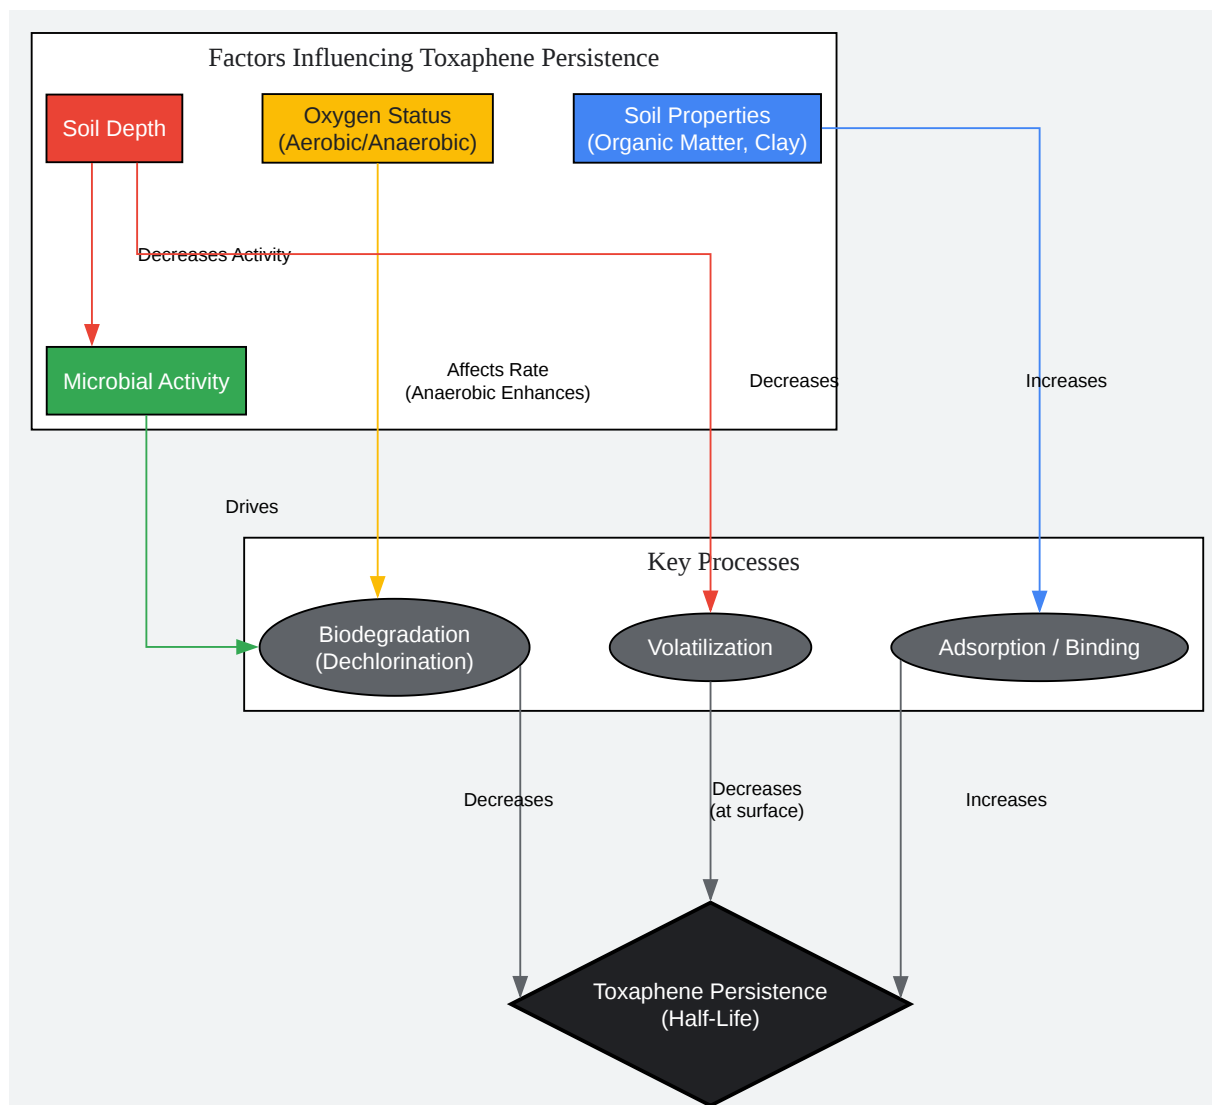 Factors Influencing Toxaphene Persistence
Soil Depth
Oxygen Status
(Aerobic/Anaerobic)
Soil Properties
(Organic Matter, Clay)
Decreases Activity
Microbial Activity
Affects Rate
(Anaerobic Enhances)
Decreases
Increases
Drives
Key Processes
Biodegradation
(Dechlorination)
Volatilization
Adsorption / Binding
Decreases
Decreases
(at surface)
Increases
Toxaphene Persistence
(Half-Life)